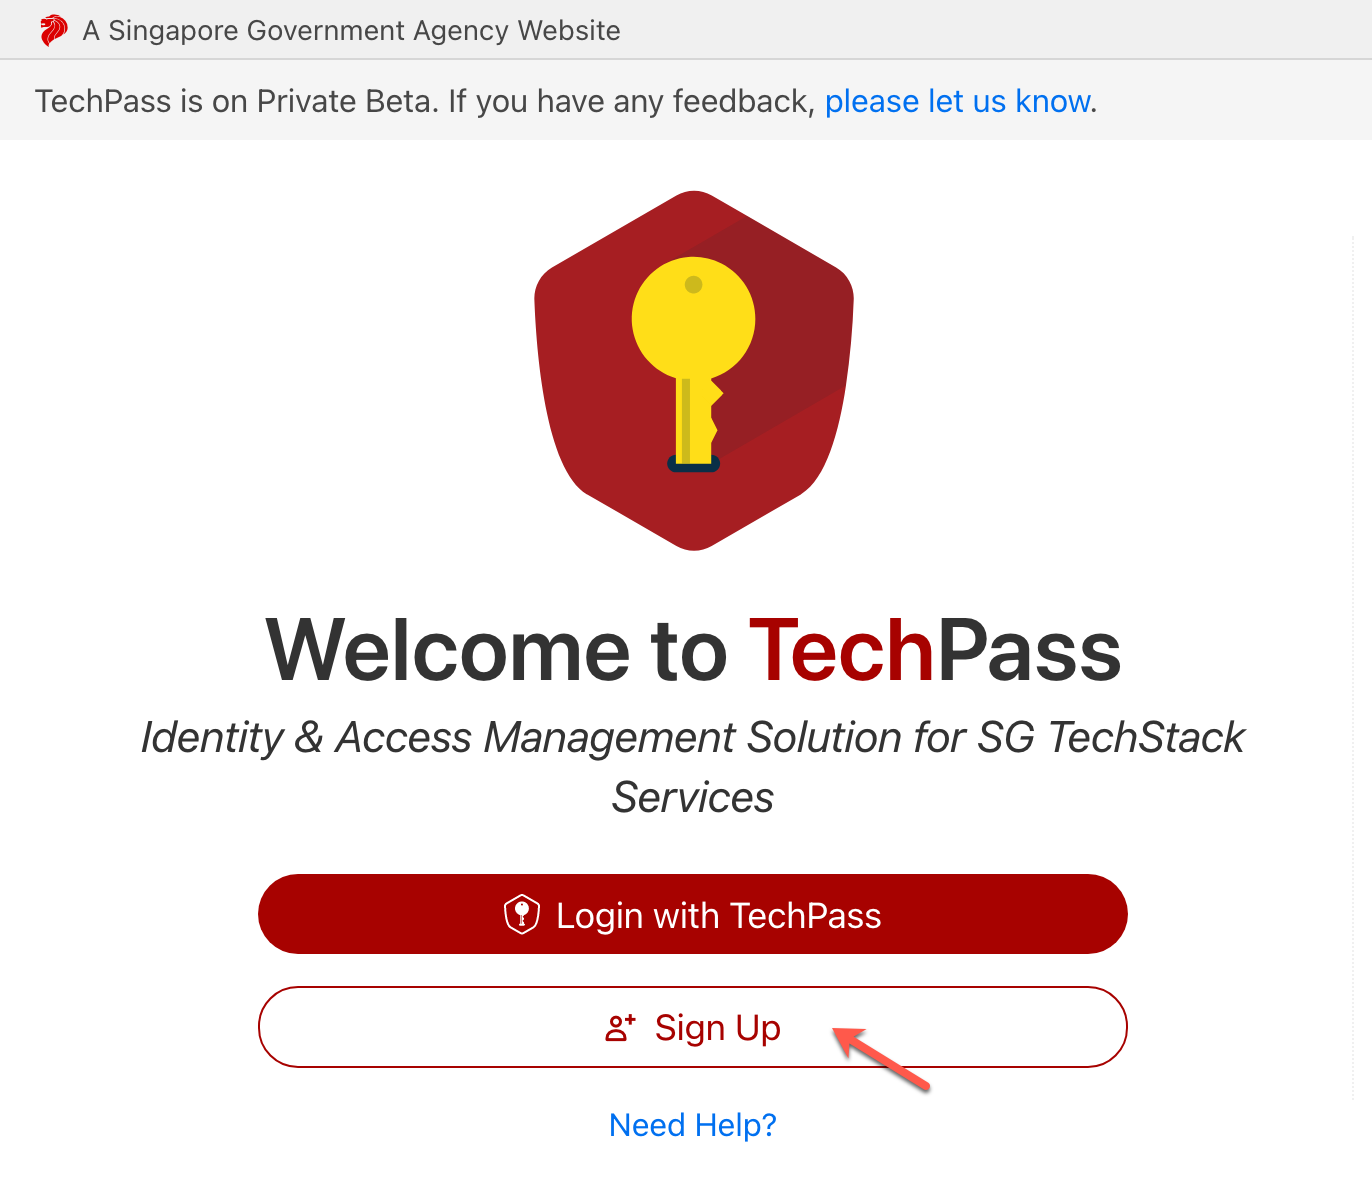 A Singapore Government Agency Website
TechPass is on Private Beta. If you have any feedback, please let us know.
Welcome to TechPass
Identity & Access Management Solution for SG TechStack
Services
Login with TechPass
Sign Up
Need Help?